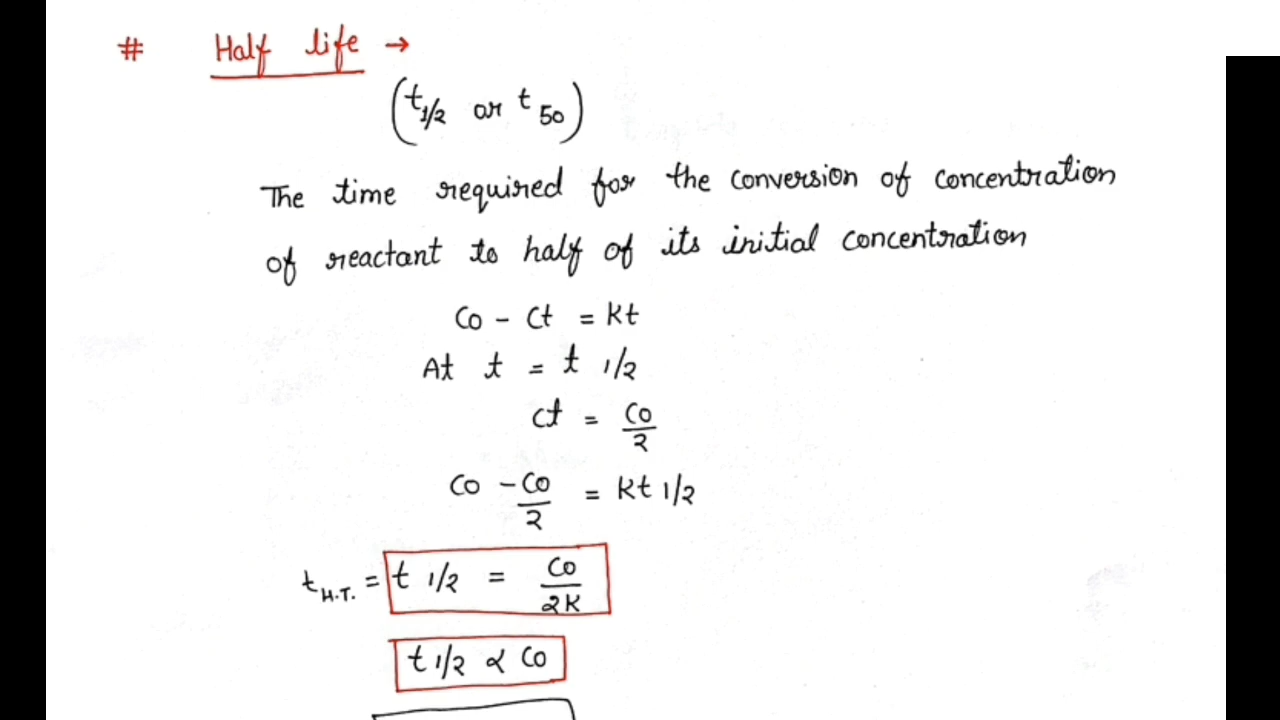 # Half life →
(t1/2 or t50)
The time required for the conversion of concentration
of reactant to half of its initial concentration
Co - Ct = Kt
At t = t 1/2
Ct = Co/2
Co - Co/2 = Kt 1/2
tH.T. = t 1/2 = Co/2K
t 1/2 ∝ Co